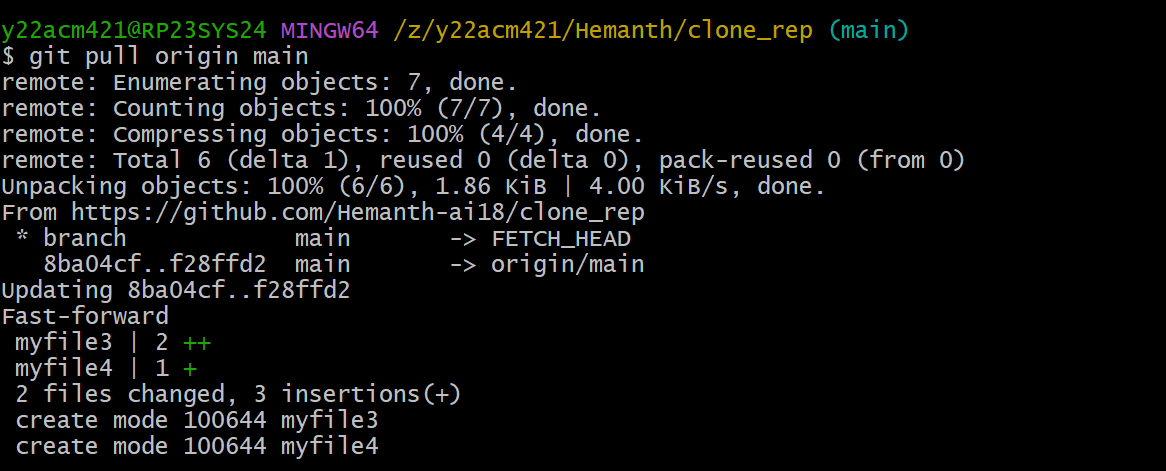 y22acm421@RP23SYS24 MINGW64 /z/y22acm421/Hemanth/clone_rep (main)
$ git pull origin main
remote: Enumerating objects: 7, done.
remote: Counting objects: 100% (7/7), done.
remote: Compressing objects: 100% (4/4), done.
remote: Total 6 (delta 1), reused 0 (delta 0), pack-reused 0 (from 0)
Unpacking objects: 100% (6/6), 1.86 KiB | 4.00 KiB/s, done.
From https://github.com/Hemanth-ai18/clone_rep
 * branch            main       -> FETCH_HEAD
   8ba04cf..f28ffd2  main       -> origin/main
Updating 8ba04cf..f28ffd2
Fast-forward
 myfile3 | 2 ++
 myfile4 | 1 +
 2 files changed, 3 insertions(+)
 create mode 100644 myfile3
 create mode 100644 myfile4